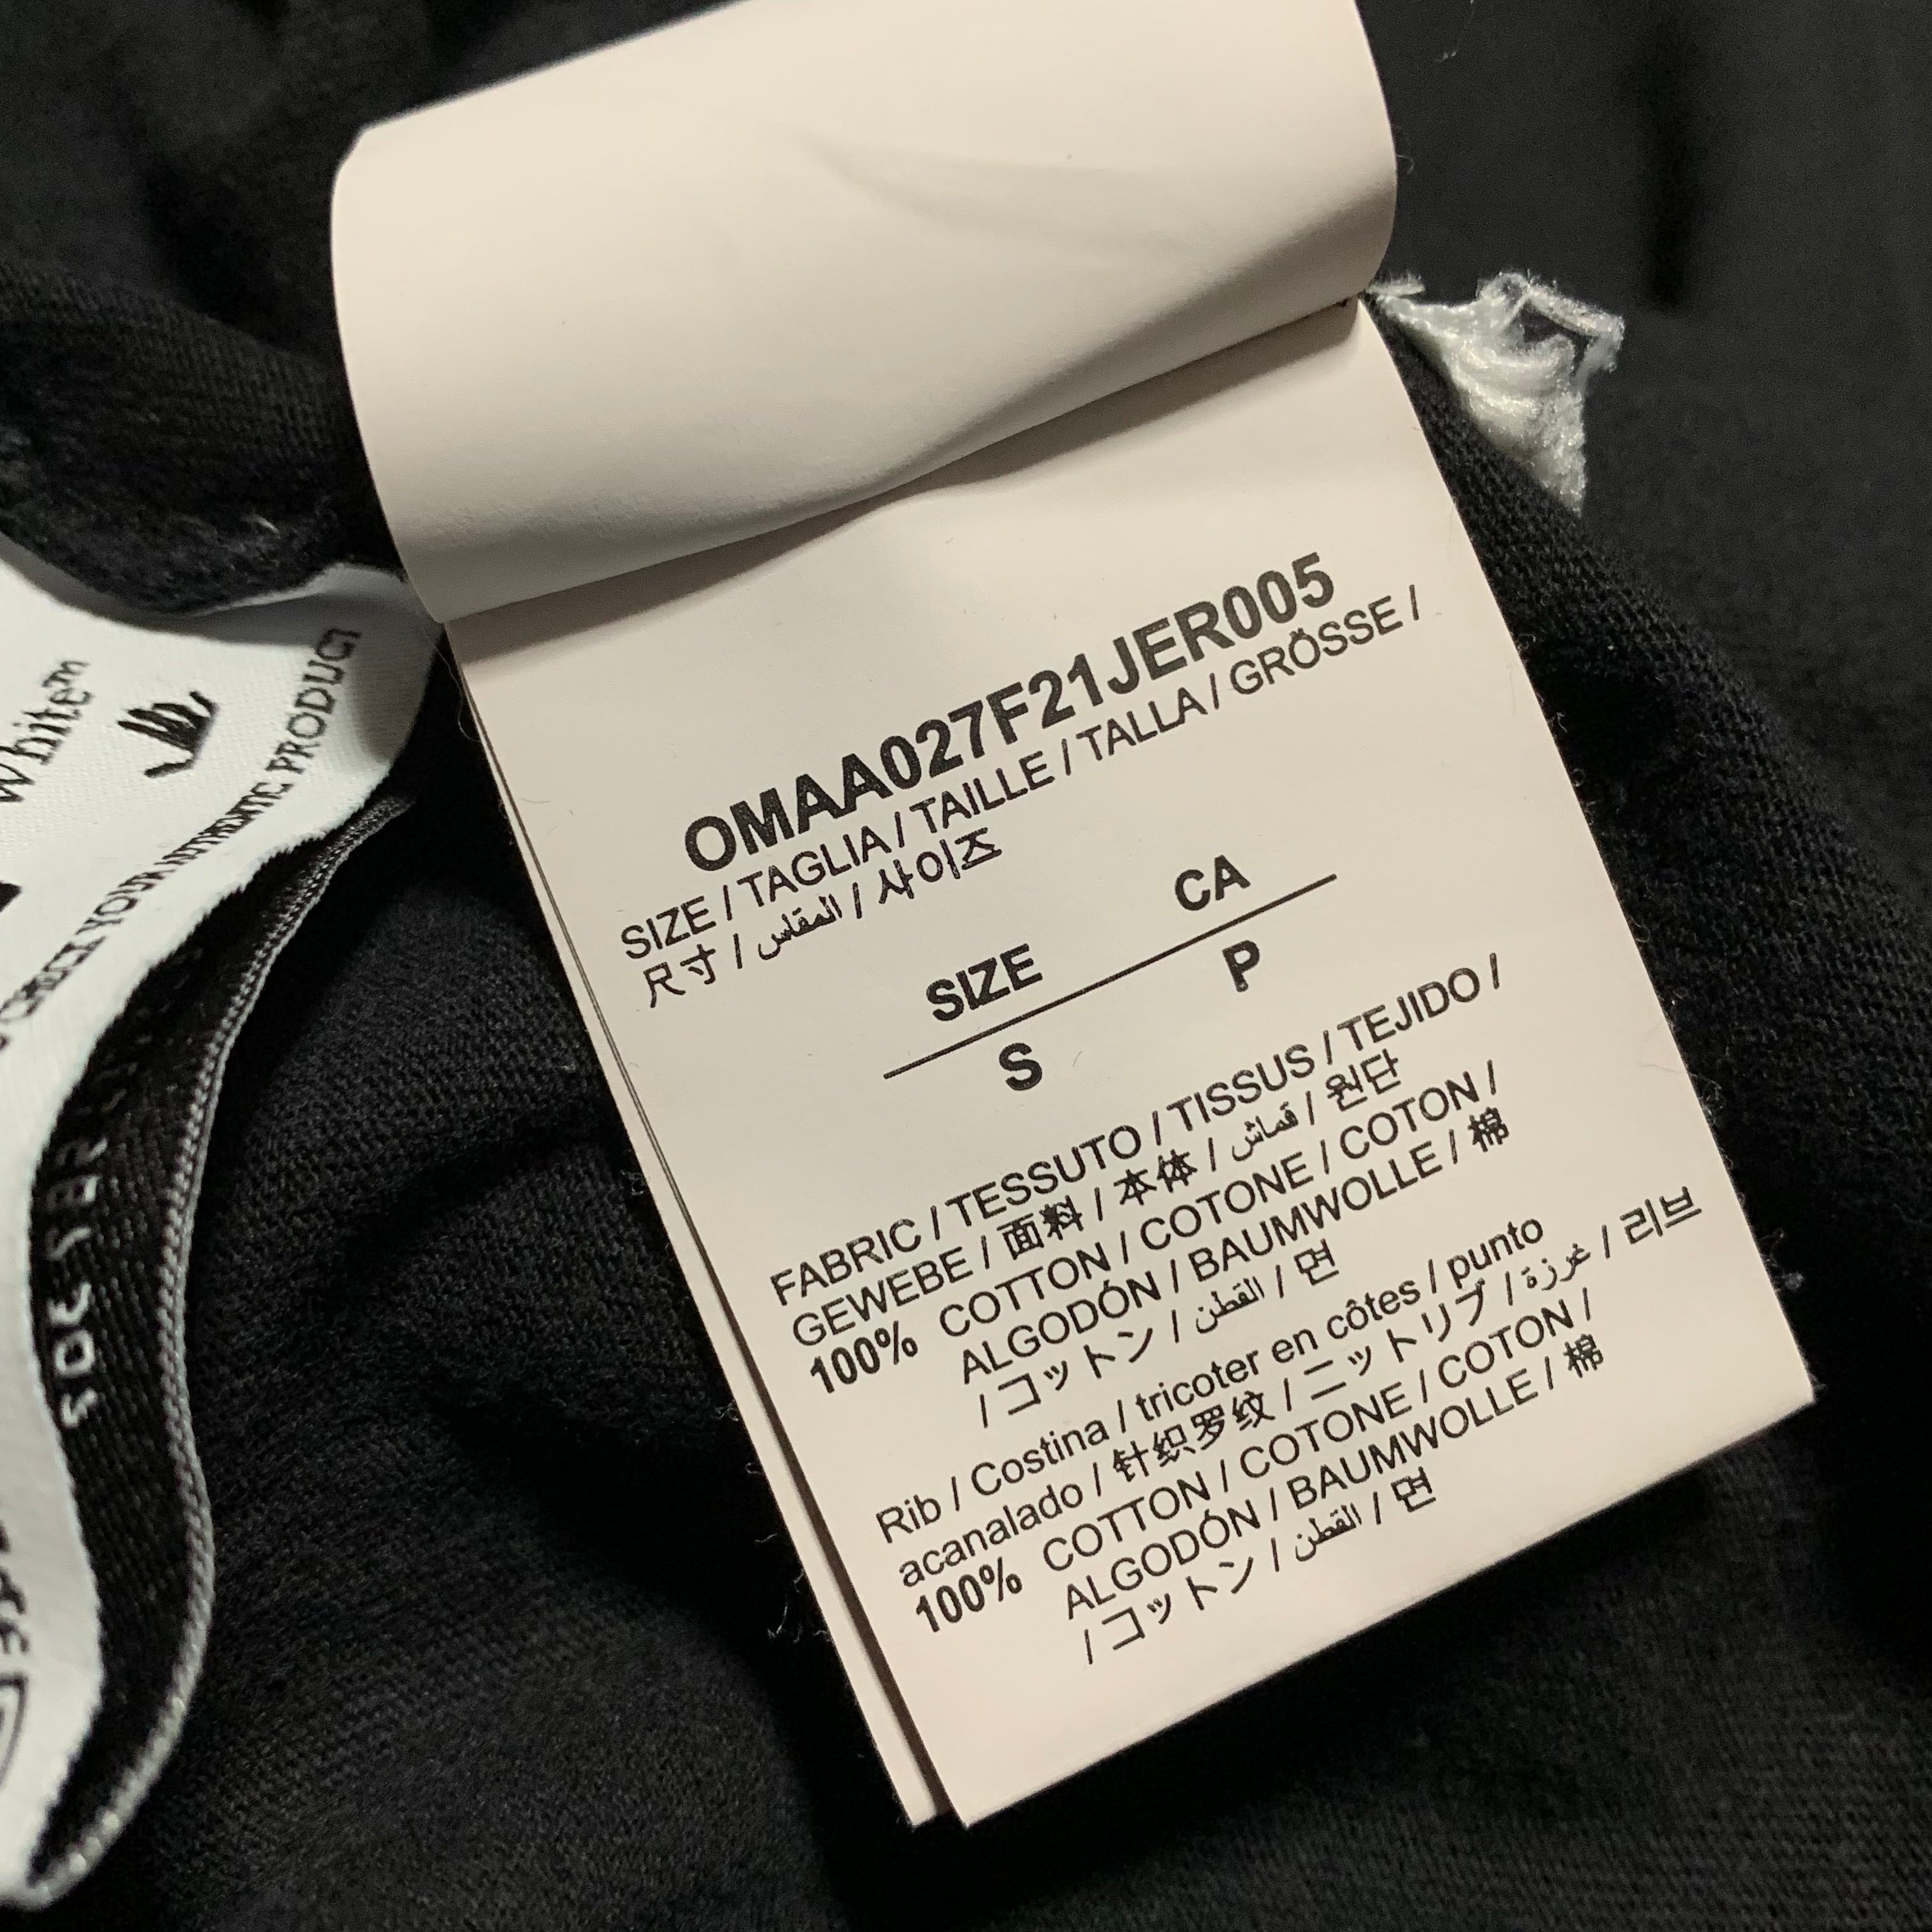 OMAA027F21JER005
SIZE / TAGLIA / TAILLE / TALLA / GRÖSSE /
尺寸 / المقاس / 사이즈
SIZE CA
S P
FABRIC / TESSUTO / TISSUS / TEJIDO /
GEWEBE / 面料 / 本体 / قماش / 원단
100% COTTON / COTONE / COTON /
ALGODÓN / BAUMWOLLE / 棉
/ コットン / القطن / 면
Rib / Costina / tricoter en côtes / punto
acanalado / 针织罗纹 / ニットリブ / غرزة / 리브
100% COTTON / COTONE / COTON /
ALGODÓN / BAUMWOLLE / 棉
/ コットン / القطن / 면
White™
YOUR AUTHENTIC PRODUCT